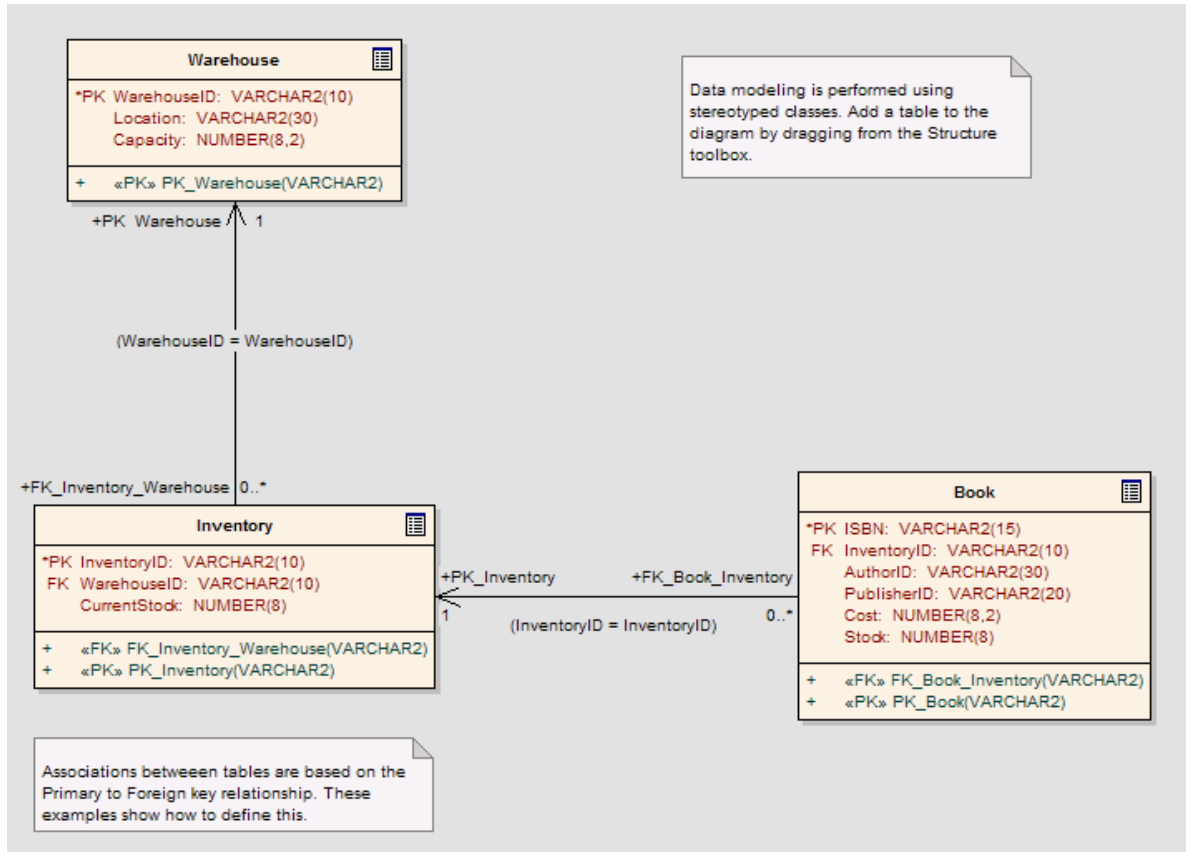 Warehouse
*PK WarehouseID: VARCHAR2(10)
Location: VARCHAR2(30)
Capacity: NUMBER(8,2)
+ «PK» PK_Warehouse(VARCHAR2)
+PK_Warehouse 1
Data modeling is performed using
stereotyped classes. Add a table to the
diagram by dragging from the Structure
toolbox.
(WarehouseID = WarehouseID)
+FK_Inventory_Warehouse 0..*
Inventory
*PK InventoryID: VARCHAR2(10)
FK WarehouseID: VARCHAR2(10)
CurrentStock: NUMBER(8)
+ «FK» FK_Inventory_Warehouse(VARCHAR2)
+ «PK» PK_Inventory(VARCHAR2)
+PK_Inventory +FK_Book_Inventory
1 0..*
(InventoryID = InventoryID)
Book
*PK ISBN: VARCHAR2(15)
FK InventoryID: VARCHAR2(10)
AuthorID: VARCHAR2(30)
PublisherID: VARCHAR2(20)
Cost: NUMBER(8,2)
Stock: NUMBER(8)
+ «FK» FK_Book_Inventory(VARCHAR2)
+ «PK» PK_Book(VARCHAR2)
Associations betweeen tables are based on the
Primary to Foreign key relationship. These
examples show how to define this.